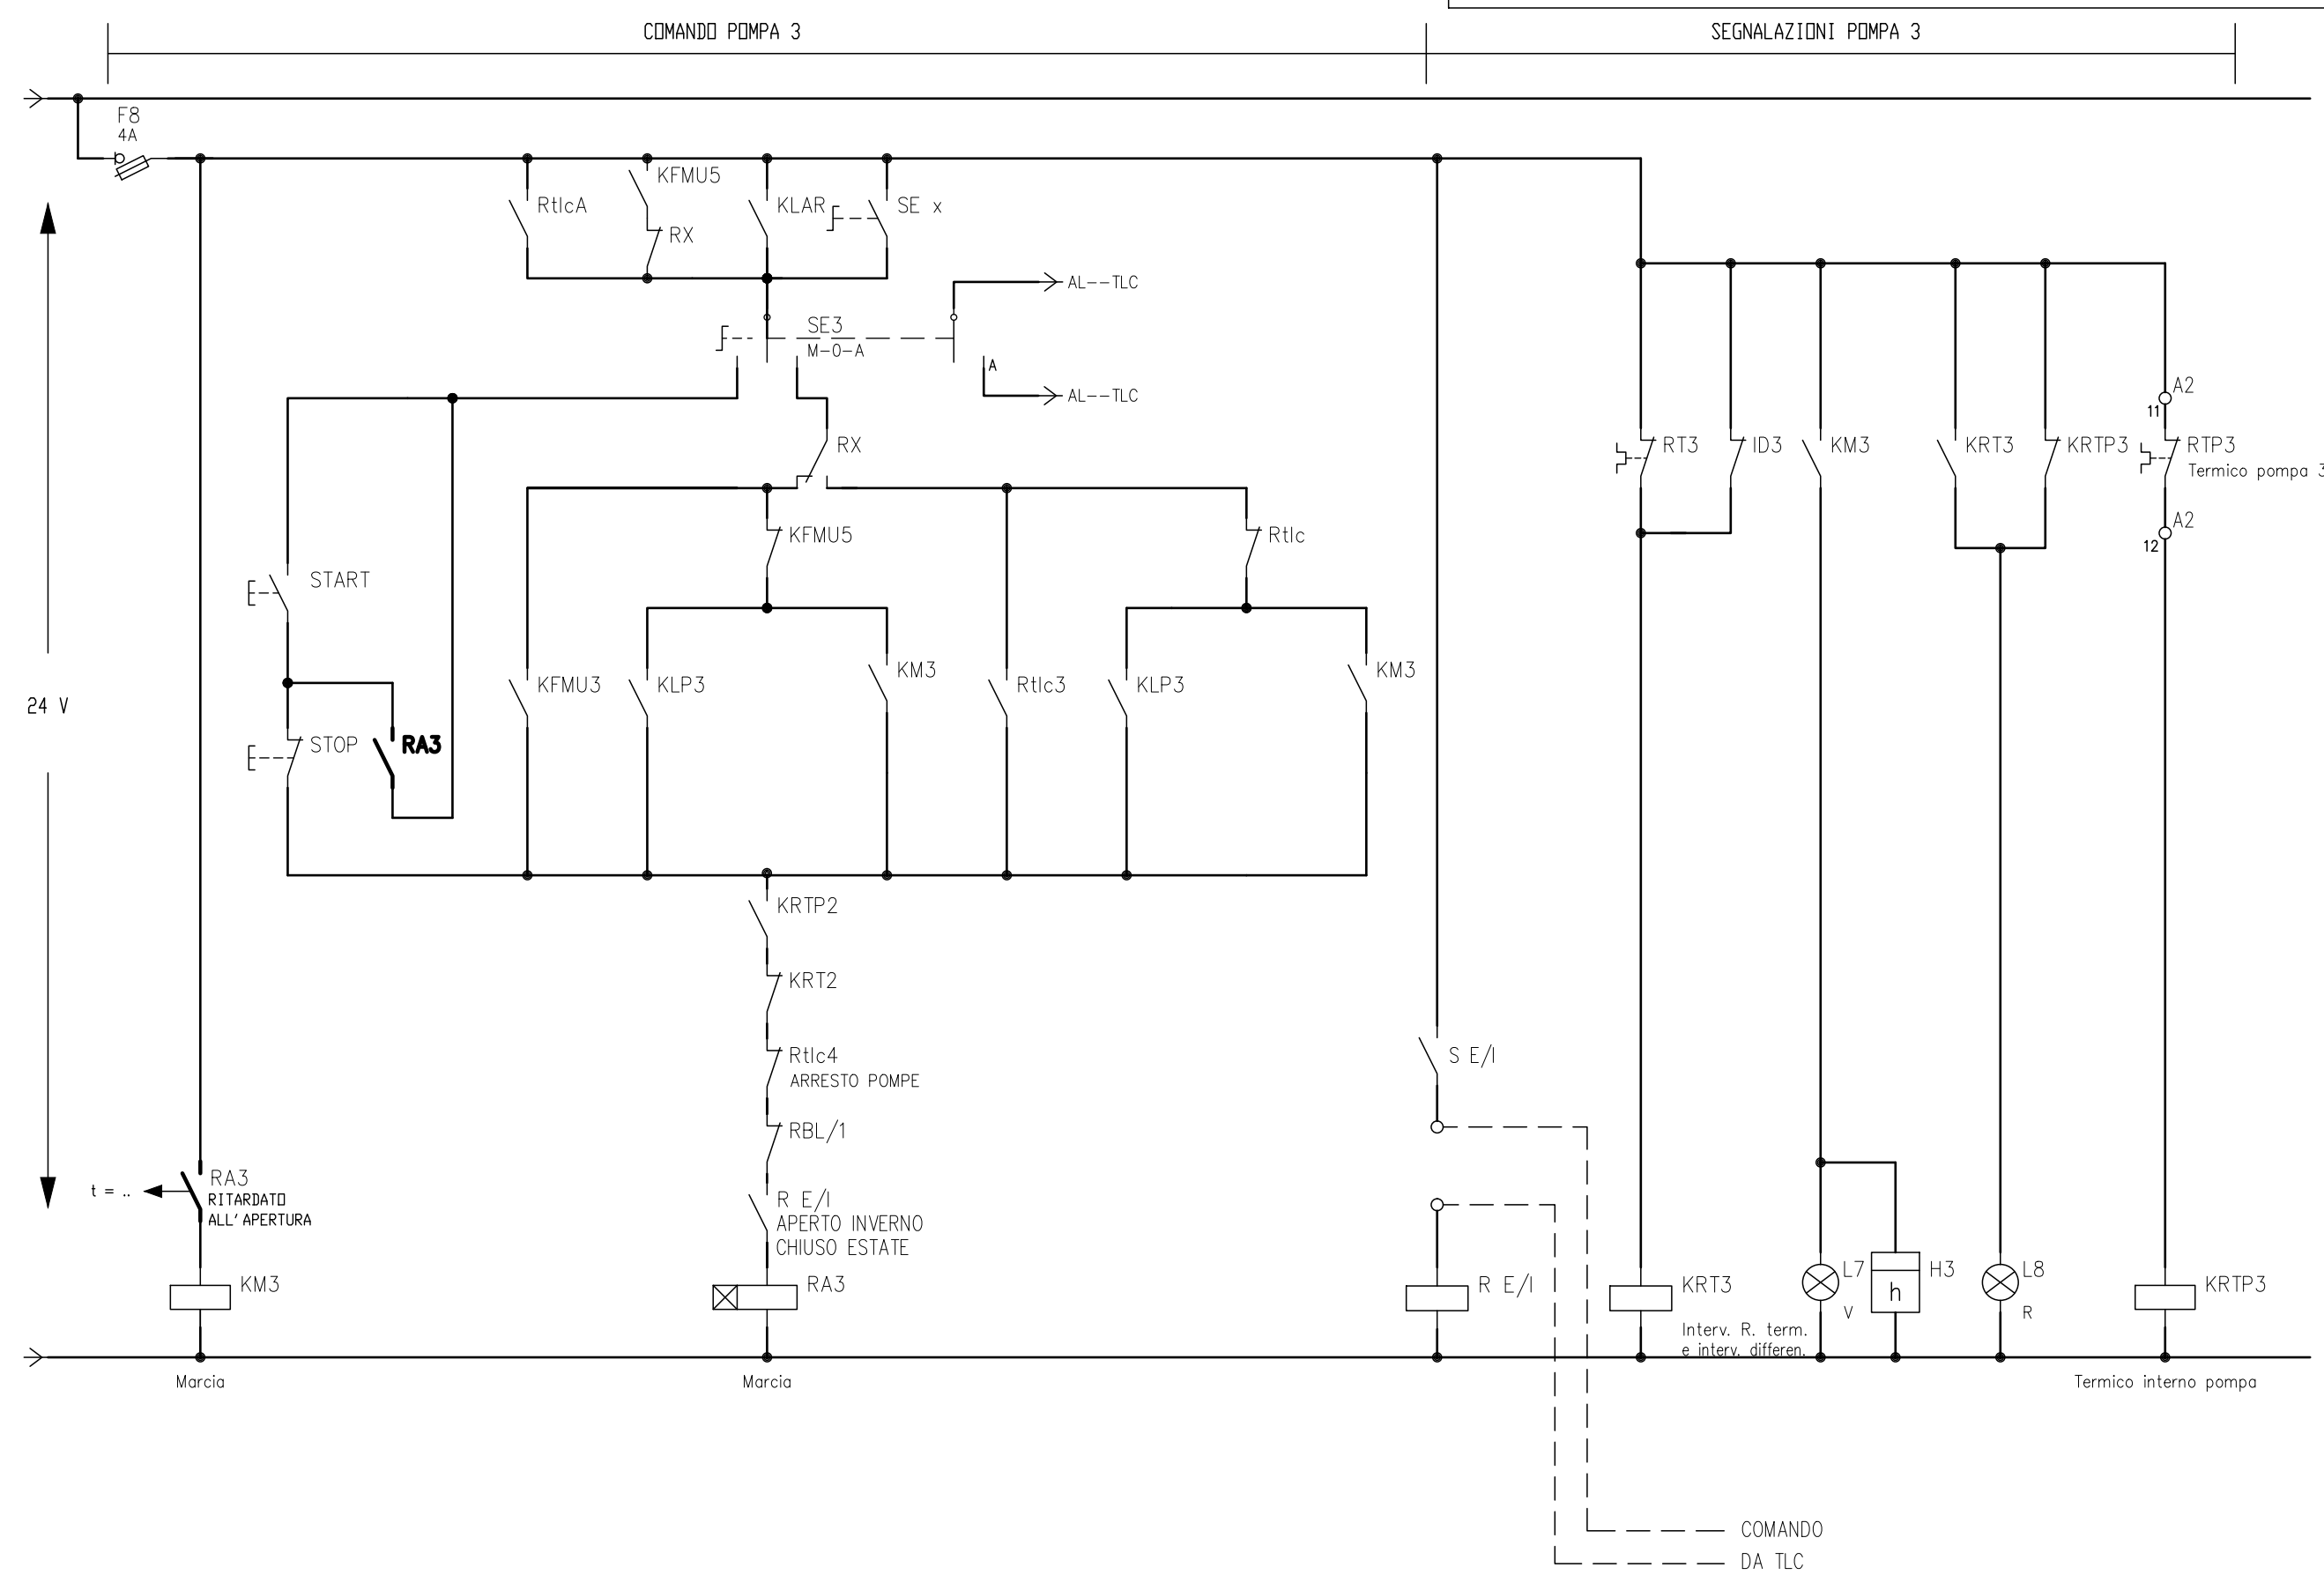 COMANDO POMPA 3
SEGNALAZIONI POMPA 3
F8
4A
RtlcA
KFMU5
RX
KLAR
SE x
AL--TLC
SE3
M-0-A
A
AL--TLC
A2
11
RX
RT3
ID3
KM3
KRT3
KRTP3
RTP3
Termico pompa 3
KFMU5
Rtlc
A2
12
START
24 V
KFMU3
KLP3
KM3
Rtlc3
KLP3
KM3
STOP
RA3
KRTP2
KRT2
Rtlc4
ARRESTO POMPE
S E/I
RBL/1
RA3
RITARDATO
ALL' APERTURA
t = ..
R E/I
APERTO INVERNO
CHIUSO ESTATE
KM3
RA3
R E/I
KRT3
Interv. R. term.
e interv. differen.
L7
V
H3
h
L8
R
KRTP3
Marcia
Marcia
Termico interno pompa
COMANDO
DA TLC